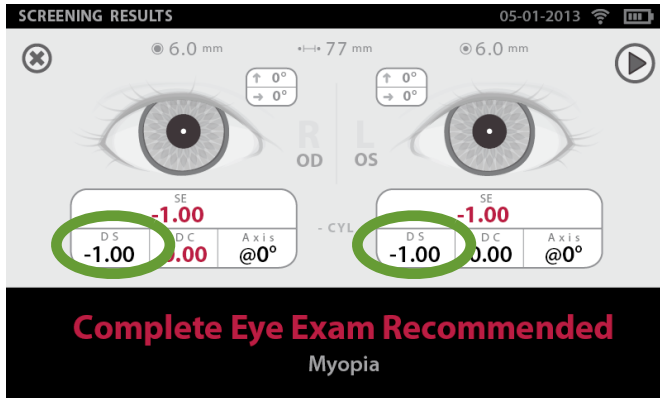 SCREENING RESULTS 05-01-2013
6.0 mm 77 mm 6.0 mm
↑ 0° ↑ 0°
→ 0° → 0°
R L
OD OS
SE SE
-1.00 -1.00
- CYL
DS DC Axis DS DC Axis
-1.00 .00 @0° -1.00 0.00 @0°
Complete Eye Exam Recommended
Myopia